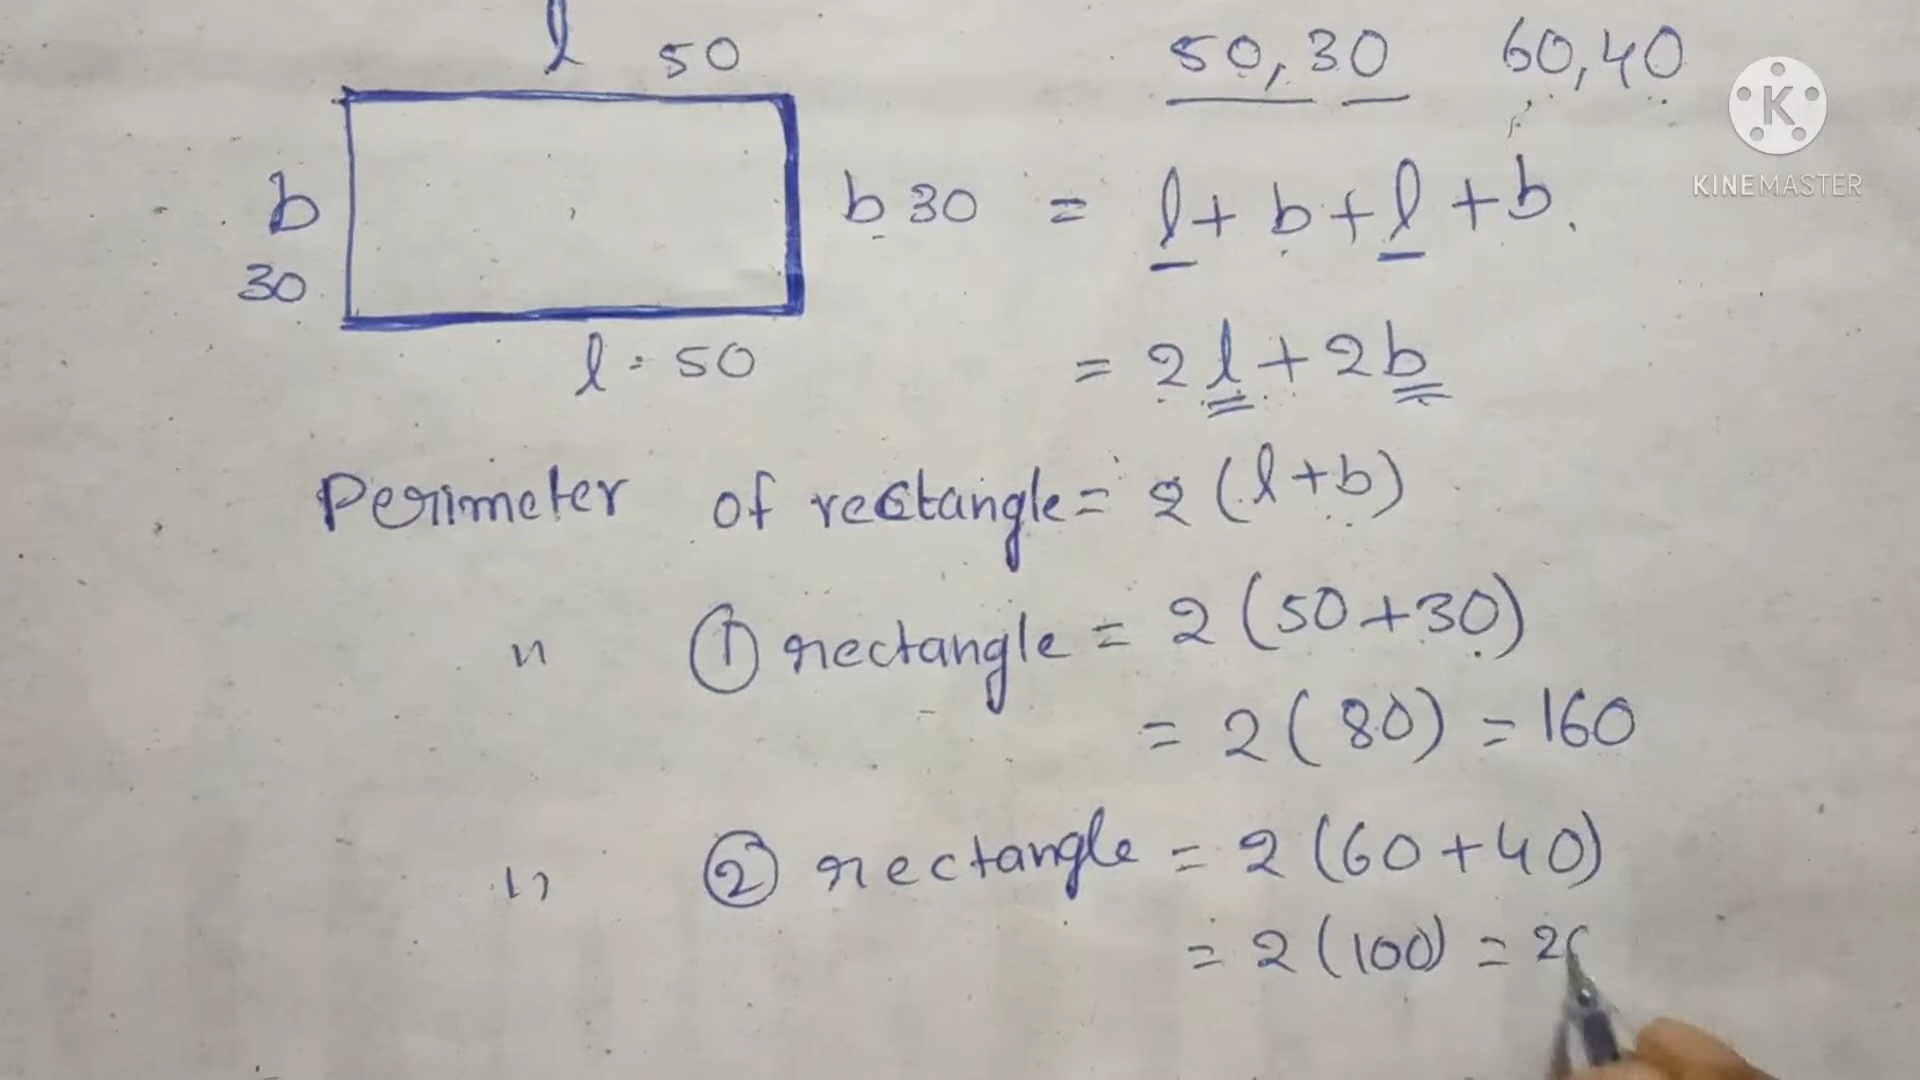 l 50
50, 30 60, 40
b b 30 = l + b + l + b.
30
l = 50 = 2l + 2b
Perimeter of rectangle = 2 (l+b)
" ① rectangle = 2 (50+30)
= 2 (80) = 160
" ② rectangle = 2 (60+40)
= 2 (100) = 20
K
KINEMASTER